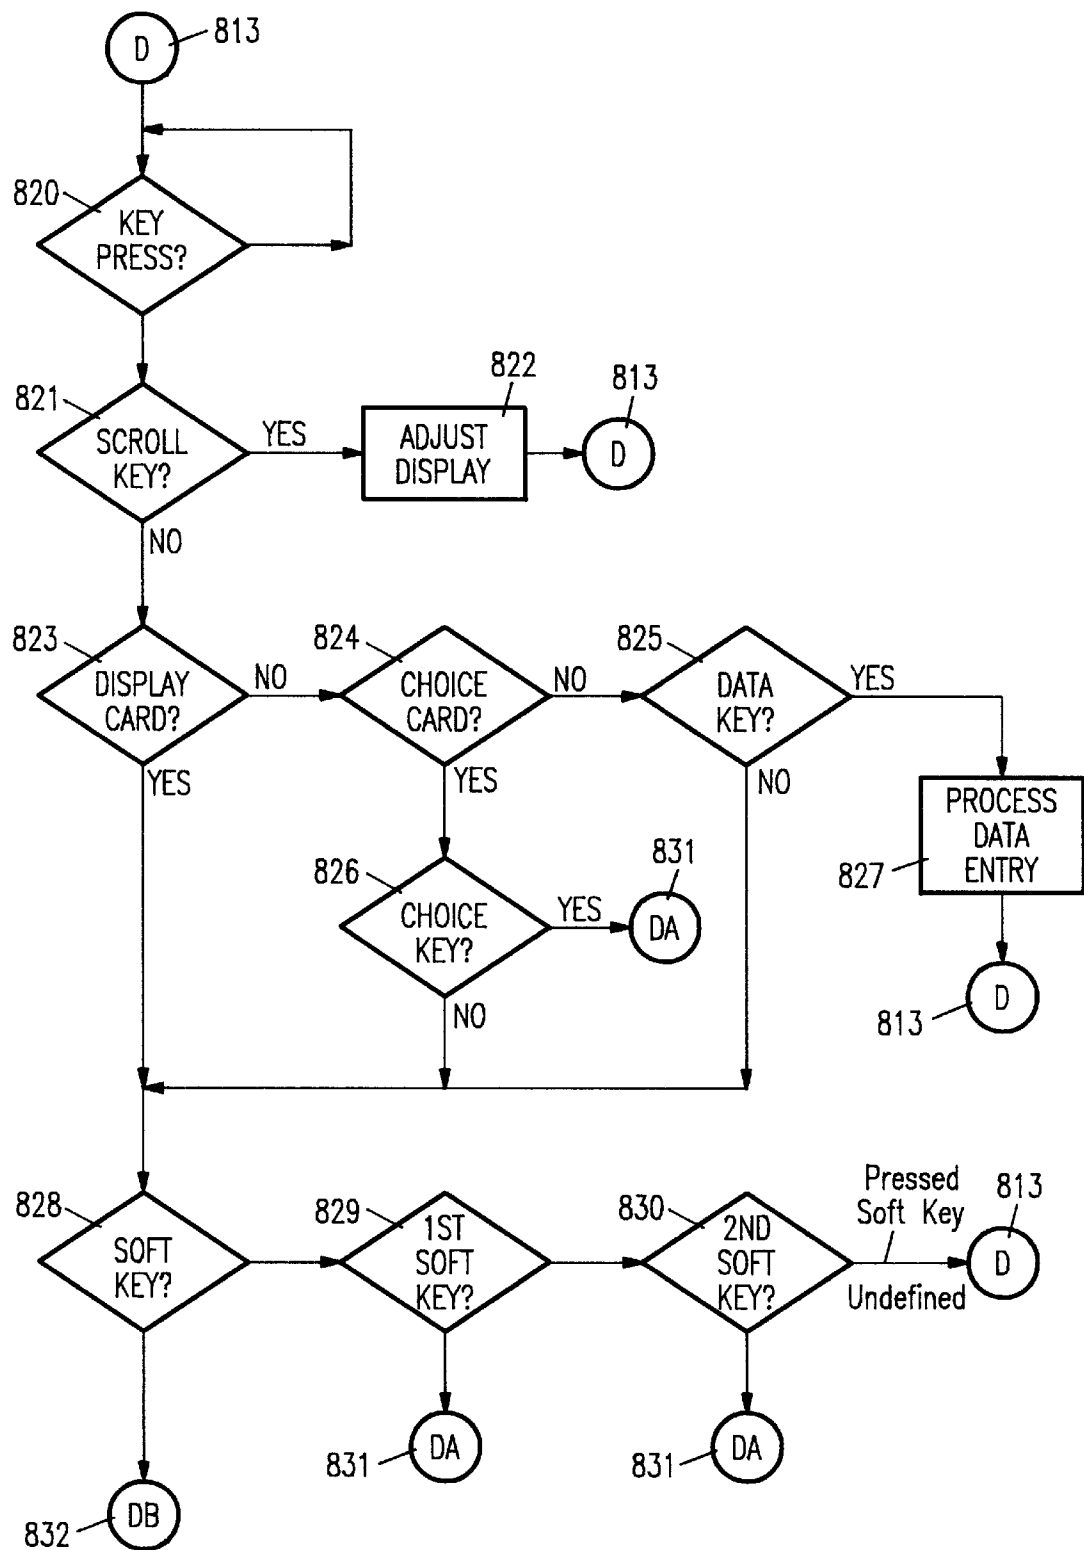 D
813
820
KEY
PRESS?
821
SCROLL
KEY?
YES
NO
822
ADJUST
DISPLAY
813
D
823
DISPLAY
CARD?
NO
YES
824
CHOICE
CARD?
NO
YES
825
DATA
KEY?
YES
NO
PROCESS
DATA
ENTRY
827
826
CHOICE
KEY?
YES
NO
831
DA
D
813
828
SOFT
KEY?
829
1ST
SOFT
KEY?
830
2ND
SOFT
KEY?
Pressed
Soft Key
Undefined
813
D
DA
831
DA
831
DB
832